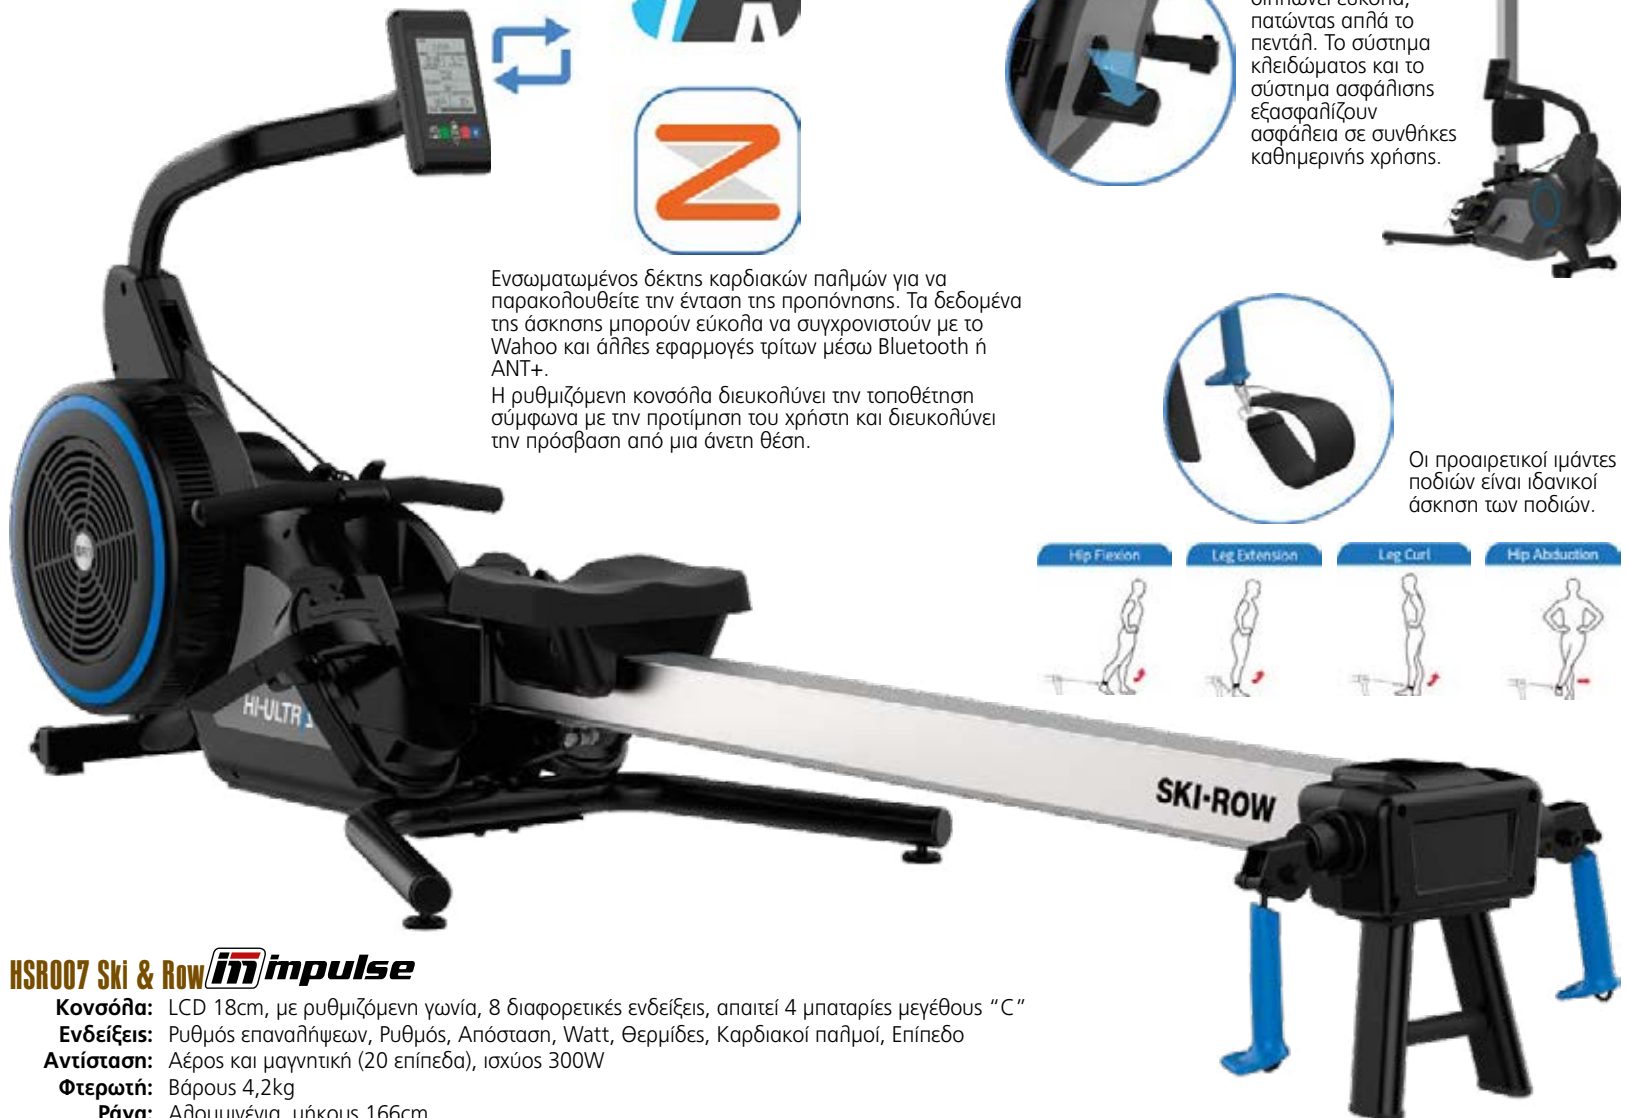 πατώντας απλά το
πεντάλ. Το σύστημα
κλειδώματος και το
σύστημα ασφάλισης
εξασφαλίζουν
ασφάλεια σε συνθήκες
καθημερινής χρήσης.
Ενσωματωμένος δέκτης καρδιακών παλμών για να
παρακολουθείτε την ένταση της προπόνησης. Τα δεδομένα
της άσκησης μπορούν εύκολα να συγχρονιστούν με το
Wahoo και άλλες εφαρμογές τρίτων μέσω Bluetooth ή
ANT+.
Η ρυθμιζόμενη κονσόλα διευκολύνει την τοποθέτηση
σύμφωνα με την προτίμηση του χρήστη και διευκολύνει
την πρόσβαση από μια άνετη θέση.
Οι προαιρετικοί ιμάντες
ποδιών είναι ιδανικοί
άσκηση των ποδιών.
Hip Flexion
Leg Extension
Leg Curl
Hip Abduction
HI-ULTR
SKI-ROW
HSR007 Ski & Row impulse
Κονσόλα: LCD 18cm, με ρυθμιζόμενη γωνία, 8 διαφορετικές ενδείξεις, απαιτεί 4 μπαταρίες μεγέθους “C”
Ενδείξεις: Ρυθμός επαναλήψεων, Ρυθμός, Απόσταση, Watt, Θερμίδες, Καρδιακοί παλμοί, Επίπεδο
Αντίσταση: Αέρος και μαγνητική (20 επίπεδα), ισχύος 300W
Φτερωτή: Βάρους 4,2kg
Ράγα: Αλουμινένια, μήκους 166cm